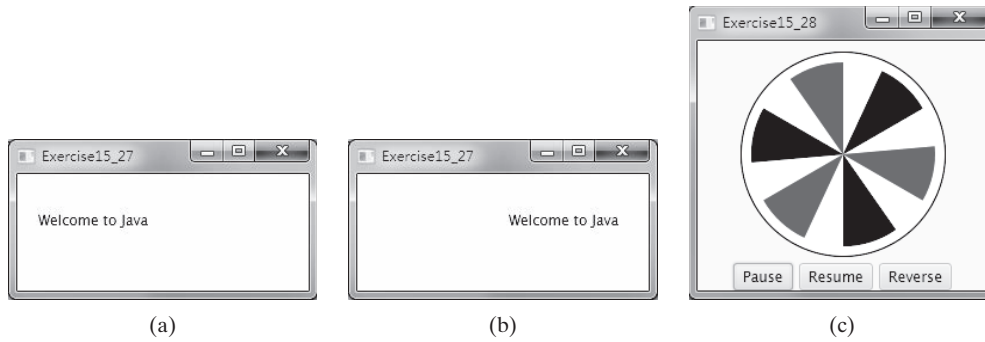 Exercise15_27
Welcome to Java
(a)
Exercise15_27
Welcome to Java
(b)
Exercise15_28
Pause Resume Reverse
(c)